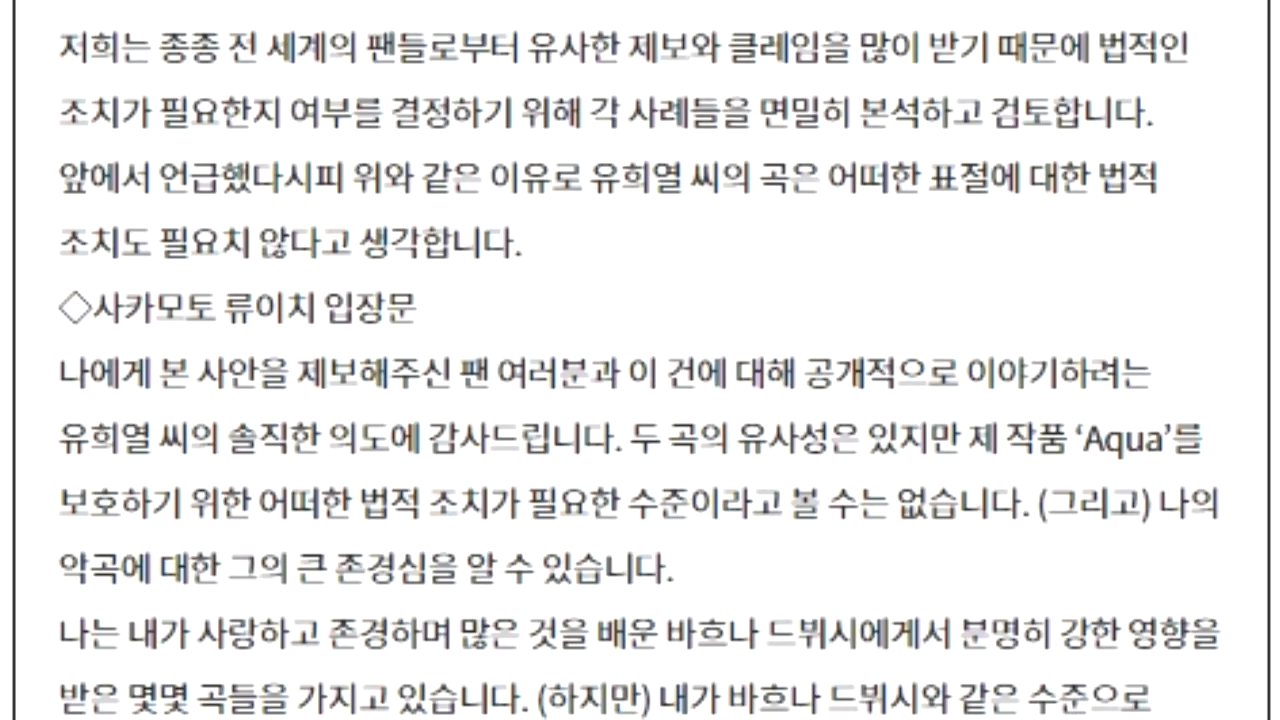 저희는 종종 전 세계의 팬들로부터 유사한 제보와 클레임을 많이 받기 때문에 법적인
조치가 필요한지 여부를 결정하기 위해 각 사례들을 면밀히 본석하고 검토합니다.
앞에서 언급했다시피 위와 같은 이유로 유희열 씨의 곡은 어떠한 표절에 대한 법적
조치도 필요치 않다고 생각합니다.
◇사카모토 류이치 입장문
나에게 본 사안을 제보해주신 팬 여러분과 이 건에 대해 공개적으로 이야기하려는
유희열 씨의 솔직한 의도에 감사드립니다. 두 곡의 유사성은 있지만 제 작품 ‘Aqua’를
보호하기 위한 어떠한 법적 조치가 필요한 수준이라고 볼 수는 없습니다. (그리고) 나의
악곡에 대한 그의 큰 존경심을 알 수 있습니다.
나는 내가 사랑하고 존경하며 많은 것을 배운 바흐나 드뷔시에게서 분명히 강한 영향을
받은 몇몇 곡들을 가지고 있습니다. (하지만) 내가 바흐나 드뷔시와 같은 수준으로